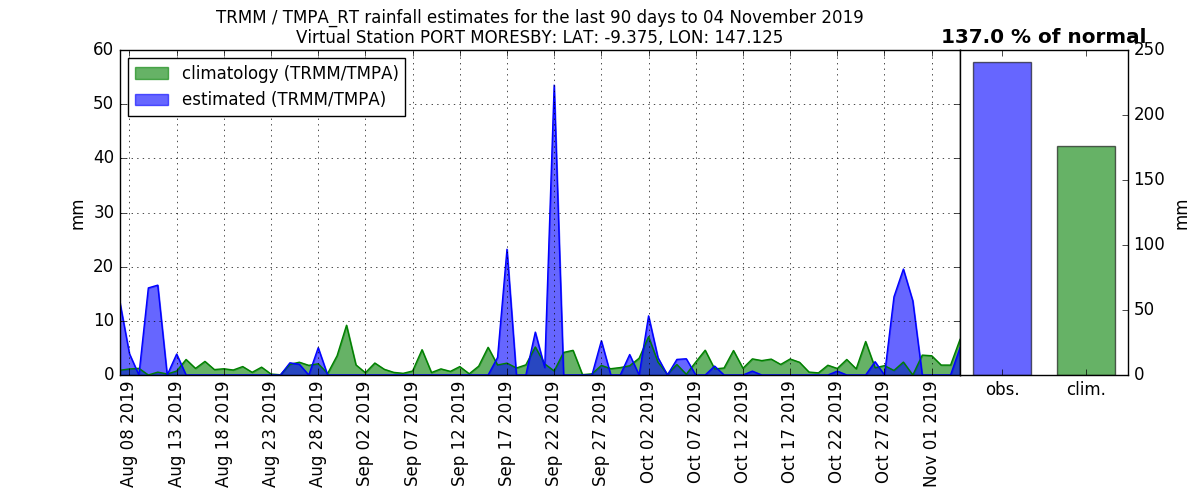 TRMM / TMPA_RT rainfall estimates for the last 90 days to 04 November 2019
Virtual Station PORT MORESBY: LAT: -9.375, LON: 147.125
137.0 % of normal
climatology (TRMM/TMPA)
estimated (TRMM/TMPA)
60
50
40
30
20
10
0
mm
250
200
150
100
50
0
mm
obs.
clim.
Aug 08 2019
Aug 13 2019
Aug 18 2019
Aug 23 2019
Aug 28 2019
Sep 02 2019
Sep 07 2019
Sep 12 2019
Sep 17 2019
Sep 22 2019
Sep 27 2019
Oct 02 2019
Oct 07 2019
Oct 12 2019
Oct 17 2019
Oct 22 2019
Oct 27 2019
Nov 01 2019